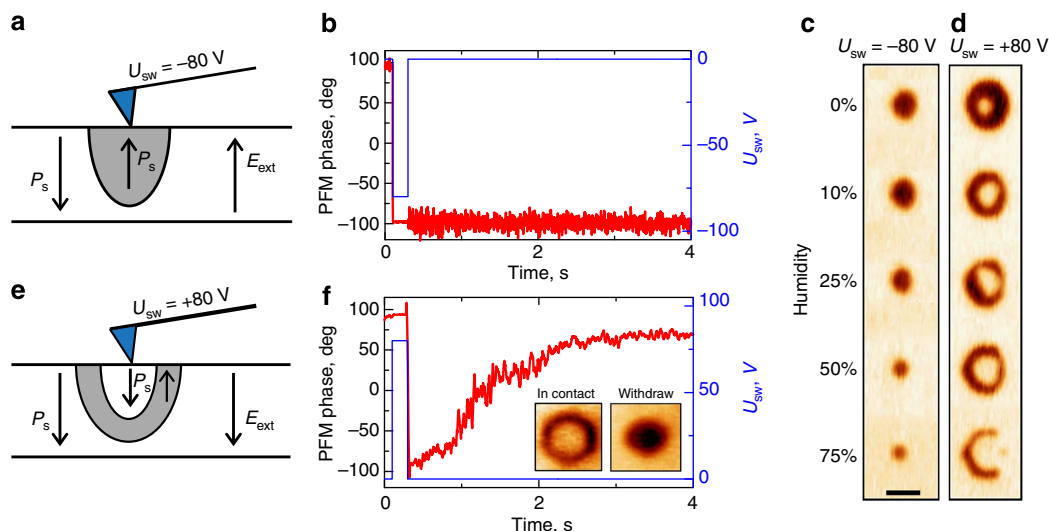 a
U_sw = –80 V
P_s
P_s
E_ext
b
PFM phase, deg
100
50
0
–50
–100
0
2
4
Time, s
0
–50
–100
U_sw, V
c
d
U_sw = –80 V
U_sw = +80 V
Humidity
0%
10%
25%
50%
75%
e
U_sw = +80 V
P_s
P_s
E_ext
f
PFM phase, deg
100
50
0
–50
–100
0
2
4
Time, s
100
50
0
U_sw, V
In contact
Withdraw